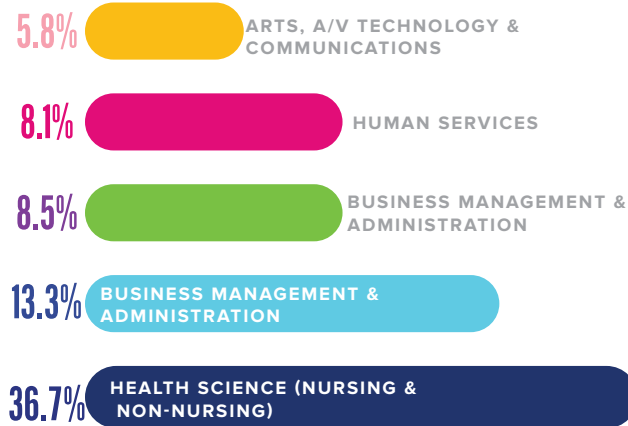 5.8%
ARTS, A/V TECHNOLOGY &
COMMUNICATIONS
8.1%
HUMAN SERVICES
8.5%
BUSINESS MANAGEMENT &
ADMINISTRATION
13.3%
BUSINESS MANAGEMENT &
ADMINISTRATION
36.7%
HEALTH SCIENCE (NURSING &
NON-NURSING)